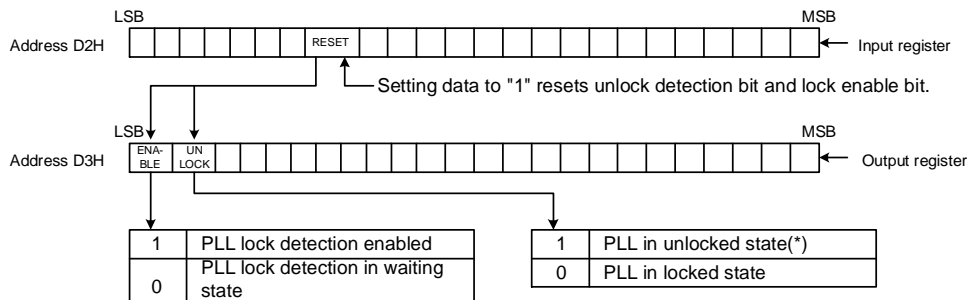 LSB MSB
Address D2H RESET Input register
Setting data to "1" resets unlock detection bit and lock enable bit.
LSB MSB
Address D3H ENA- UN Output register
BLE LOCK
1 PLL lock detection enabled 1 PLL in unlocked state(*)
0 PLL lock detection in waiting 0 PLL in locked state
state